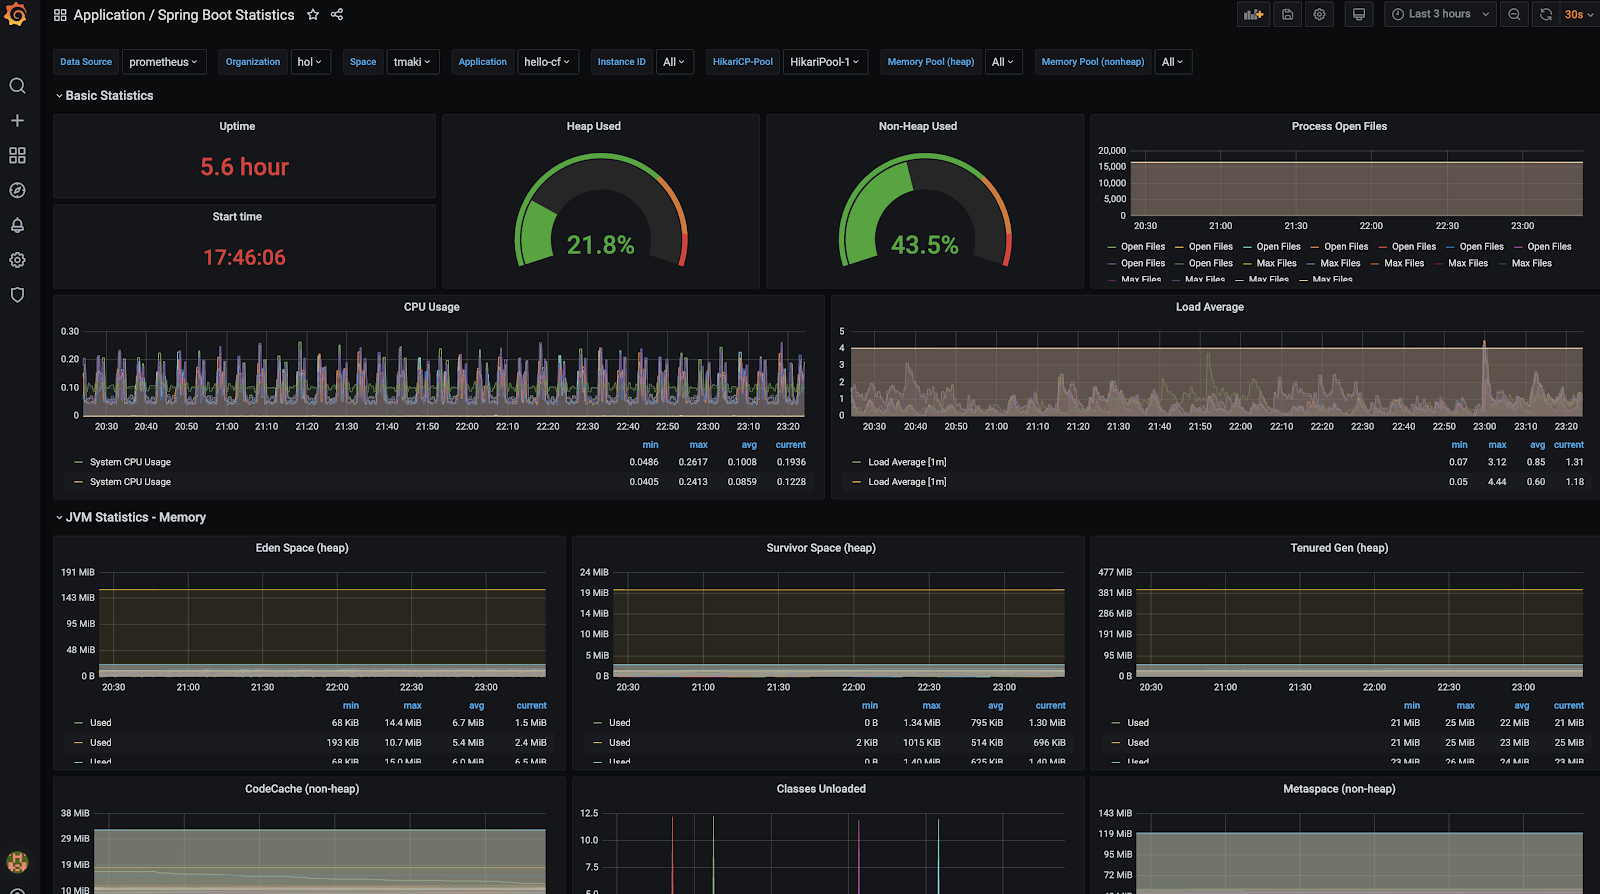 Application / Spring Boot Statistics
Last 3 hours
30s
Data Source prometheus Organization hol Space tmaki Application hello-cf Instance ID All HikariCP-Pool HikariPool-1 Memory Pool (heap) All Memory Pool (nonheap) All
Basic Statistics
Uptime
5.6 hour
Start time
17:46:06
Heap Used
21.8%
Non-Heap Used
43.5%
Process Open Files
20,000
15,000
10,000
5,000
0
20:30 21:00 21:30 22:00 22:30 23:00
Open Files Open Files Open Files Open Files Open Files Open Files Open Files
Open Files Open Files Max Files Max Files Max Files Max Files Max Files
Max Files Max Files Max Files Max Files
CPU Usage
0.30
0.20
0.10
0
20:30 20:40 20:50 21:00 21:10 21:20 21:30 21:40 21:50 22:00 22:10 22:20 22:30 22:40 22:50 23:00 23:10 23:20
min max avg current
System CPU Usage 0.0486 0.2617 0.1008 0.1936
System CPU Usage 0.0405 0.2413 0.0859 0.1228
Load Average
5
4
3
2
1
0
20:30 20:40 20:50 21:00 21:10 21:20 21:30 21:40 21:50 22:00 22:10 22:20 22:30 22:40 22:50 23:00 23:10 23:20
min max avg current
Load Average [1m] 0.07 3.12 0.85 1.31
Load Average [1m] 0.05 4.44 0.60 1.18
JVM Statistics - Memory
Eden Space (heap)
191 MiB
143 MiB
95 MiB
48 MiB
0 B
20:30 21:00 21:30 22:00 22:30 23:00
min max avg current
Used 68 KiB 14.4 MiB 6.7 MiB 1.5 MiB
Used 193 KiB 10.7 MiB 5.4 MiB 2.4 MiB
Used 68 KiB 15.0 MiB 6.0 MiB 6.5 MiB
Survivor Space (heap)
24 MiB
19 MiB
14 MiB
10 MiB
5 MiB
0 B
20:30 21:00 21:30 22:00 22:30 23:00
min max avg current
Used 0 B 1.34 MiB 795 KiB 1.30 MiB
Used 2 KiB 1015 KiB 514 KiB 696 KiB
Used 0 B 1.40 MiB 625 KiB 1.40 MiB
Tenured Gen (heap)
477 MiB
381 MiB
286 MiB
191 MiB
95 MiB
0 B
20:30 21:00 21:30 22:00 22:30 23:00
min max avg current
Used 21 MiB 25 MiB 22 MiB 21 MiB
Used 21 MiB 25 MiB 23 MiB 25 MiB
Used 23 MiB 26 MiB 24 MiB 23 MiB
CodeCache (non-heap)
38 MiB
29 MiB
19 MiB
10 MiB
Classes Unloaded
12.5
10.0
7.5
5.0
Metaspace (non-heap)
143 MiB
119 MiB
95 MiB
72 MiB